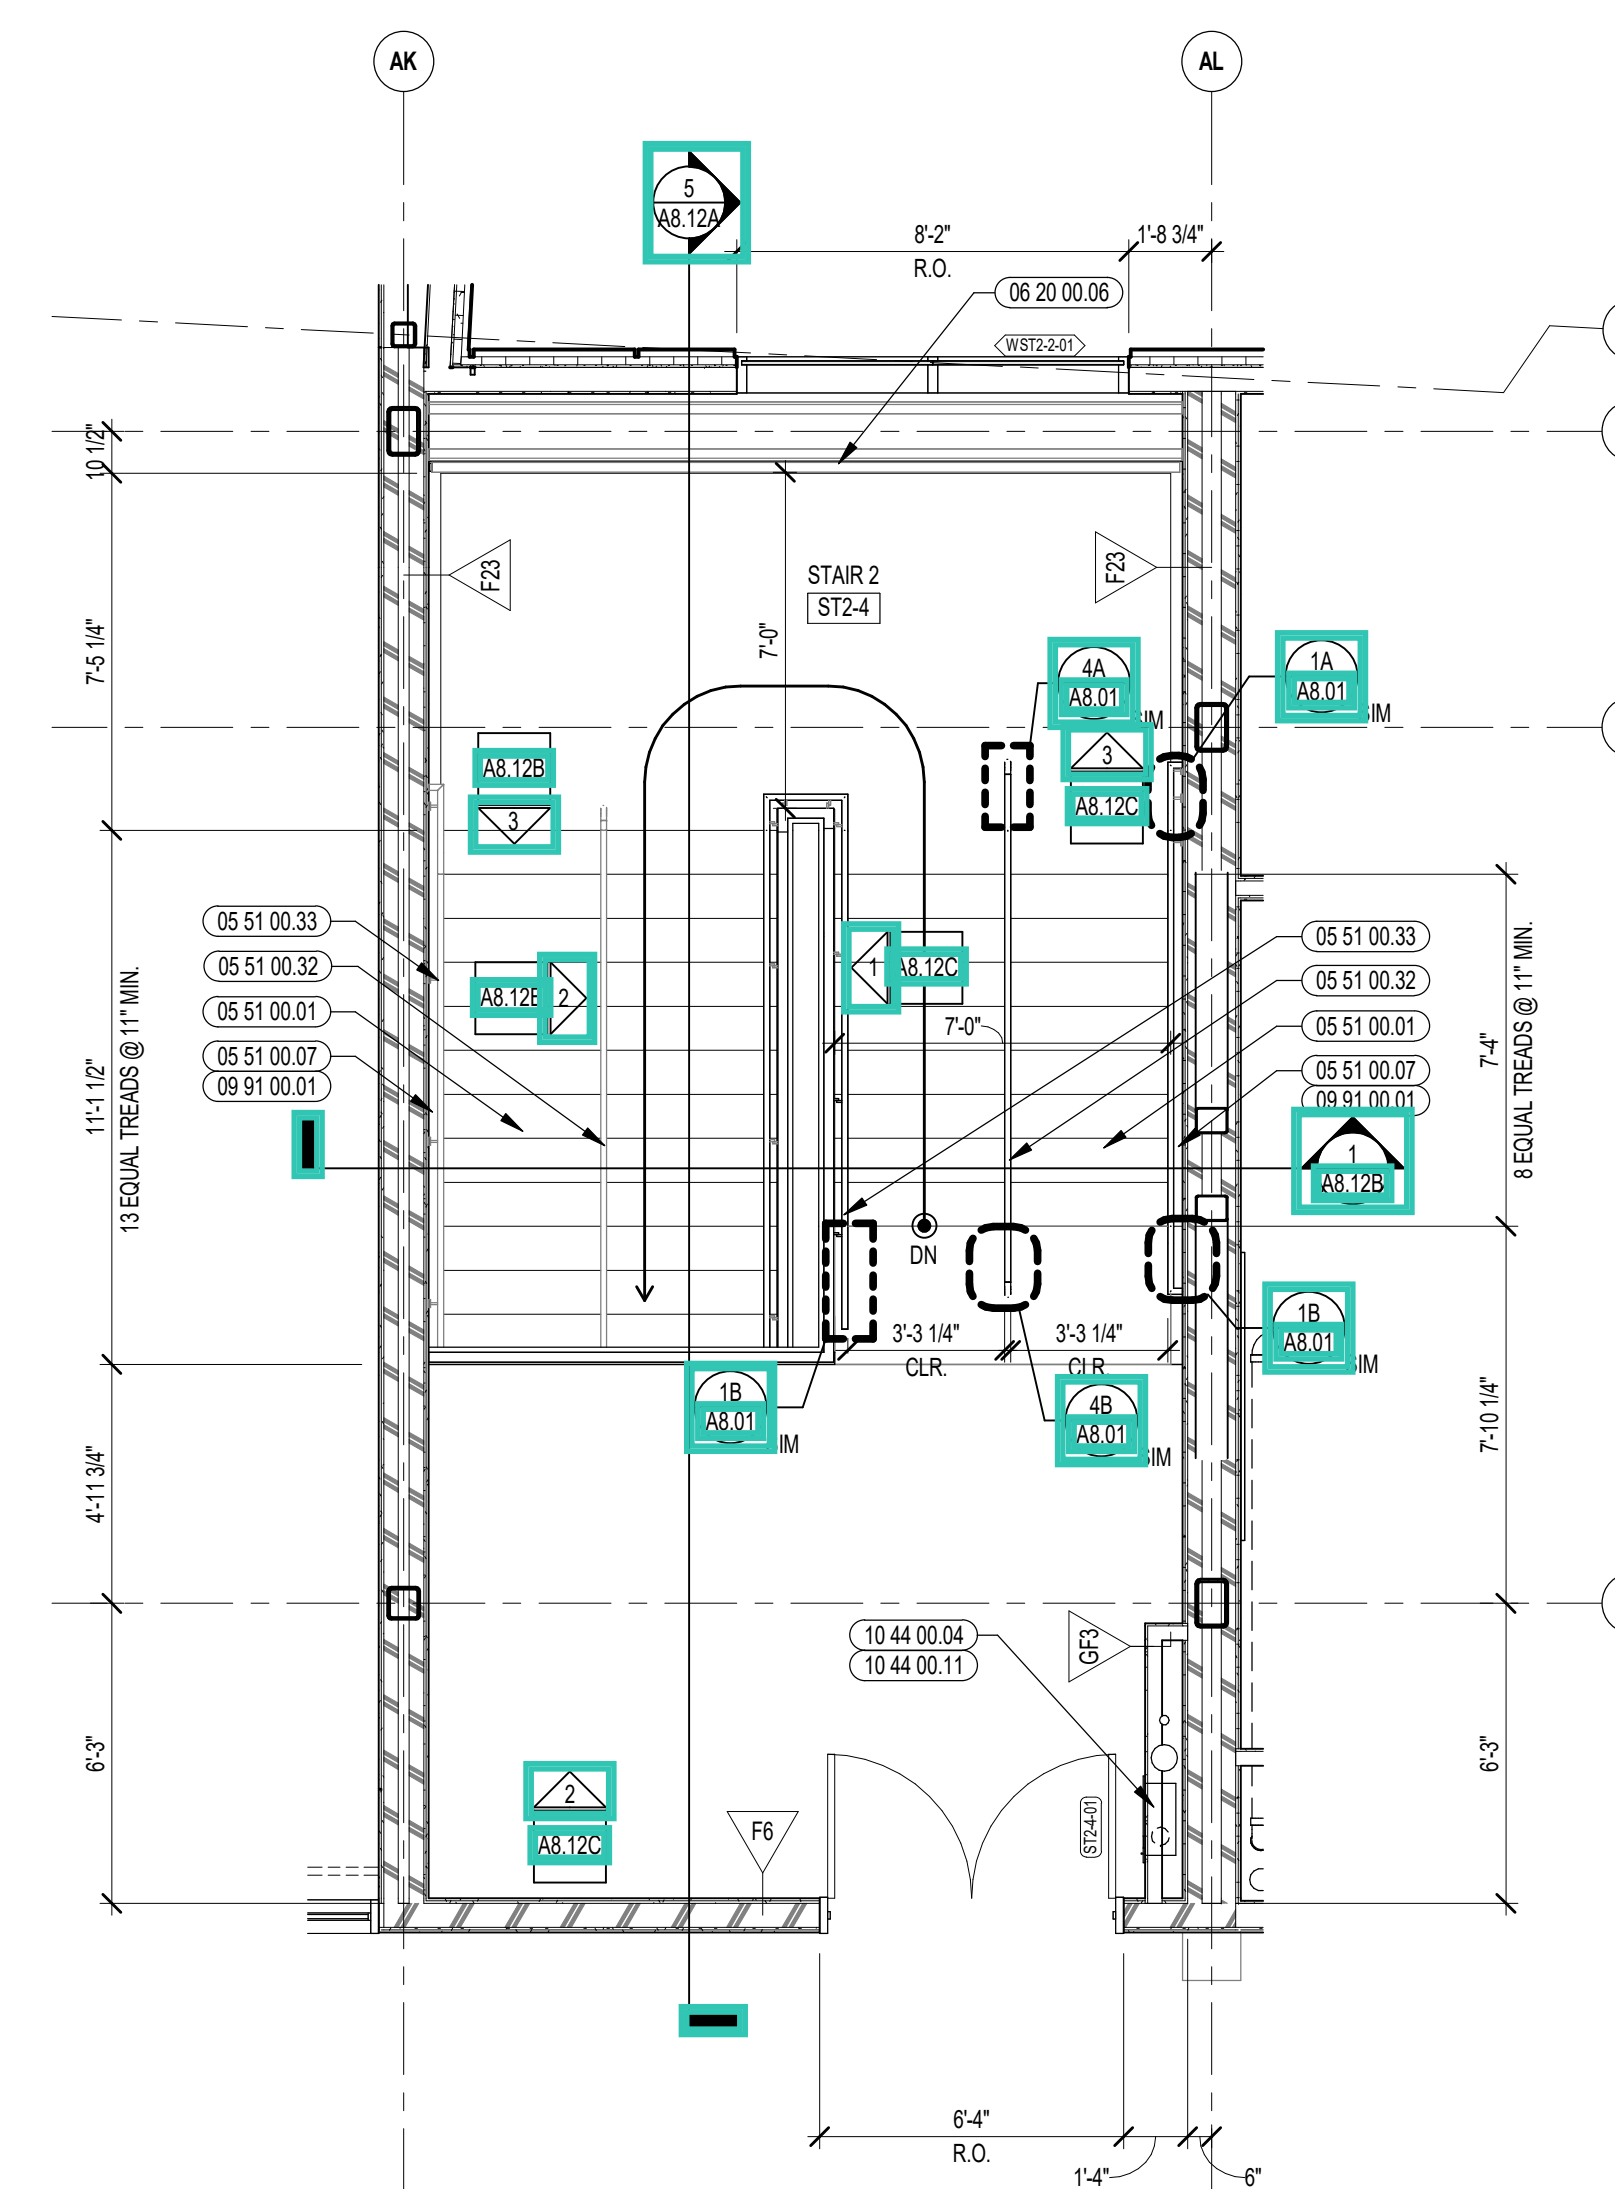 AK
AL
5
A8.12A
8'-2"
R.O.
1'-8 3/4"
06 20 00.06
WST2-2-01
10 1/2"
7'-5 1/4"
F23
F23
STAIR 2
ST2-4
7'-0"
4A
A8.01
1A
A8.01
A8.12B
3
3
A8.12C
05 51 00.33
05 51 00.32
05 51 00.01
05 51 00.07
09 91 00.01
2
1
A8.12C
7'-0"
05 51 00.33
05 51 00.32
05 51 00.01
05 51 00.07
09 91 00.01
11'-1 1/2"
13 EQUAL TREADS @ 11" MIN.
7'-4"
8 EQUAL TREADS @ 11" MIN.
1
A8.12B
DN
3'-3 1/4"
CLR.
3'-3 1/4"
CLR.
1B
A8.01
1B
A8.01
4B
A8.01
4'-11 3/4"
7'-10 1/4"
10 44 00.04
10 44 00.11
GF3
6'-3"
6'-3"
2
A8.12C
F6
ST2-4-01
6'-4"
R.O.
1'-4"
6"